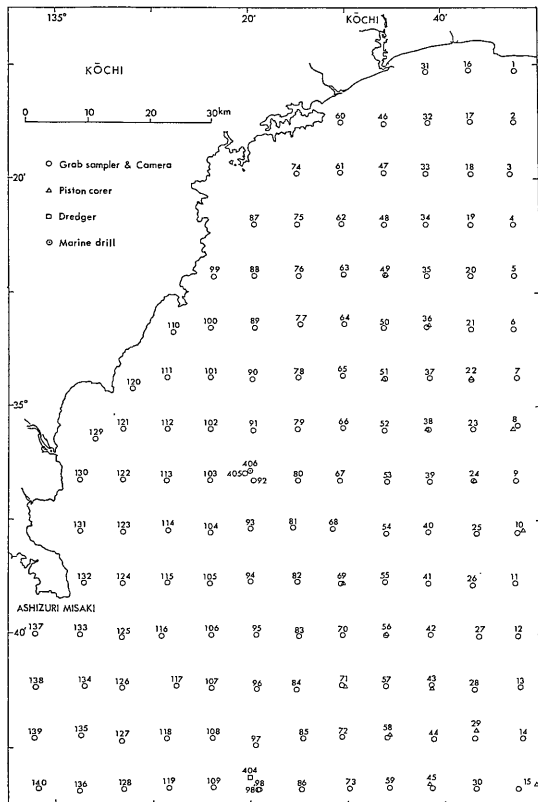 135° 20' KŌCHI 40'
KŌCHI
31 16 1
0 10 20 30km
60 46 32 17 2
○ Grab sampler & Camera
△ Piston corer
□ Dredger
⊙ Marine drill
20'
74 61 47 33 18 3
87 75 62 48 34 19 4
99 88 76 63 49 35 20 5
110 100 89 77 64 50 36 21 6
120 111 101 90 78 65 51 37 22 7
35°
129 121 112 102 91 79 66 52 38 23 8
406
130 122 113 103 405 92 80 67 53 39 24 9
131 123 114 104 93 81 68 54 40 25 10
132 124 115 105 94 82 69 55 41 26 11
ASHIZURI MISAKI
40'
137 133 125 116 106 95 83 70 56 42 27 12
138 134 126 117 107 96 84 71 57 43 28 13
139 135 127 118 108 97 85 72 58 44 29 14
404
140 136 128 119 109 98 98 86 73 59 45 30 15